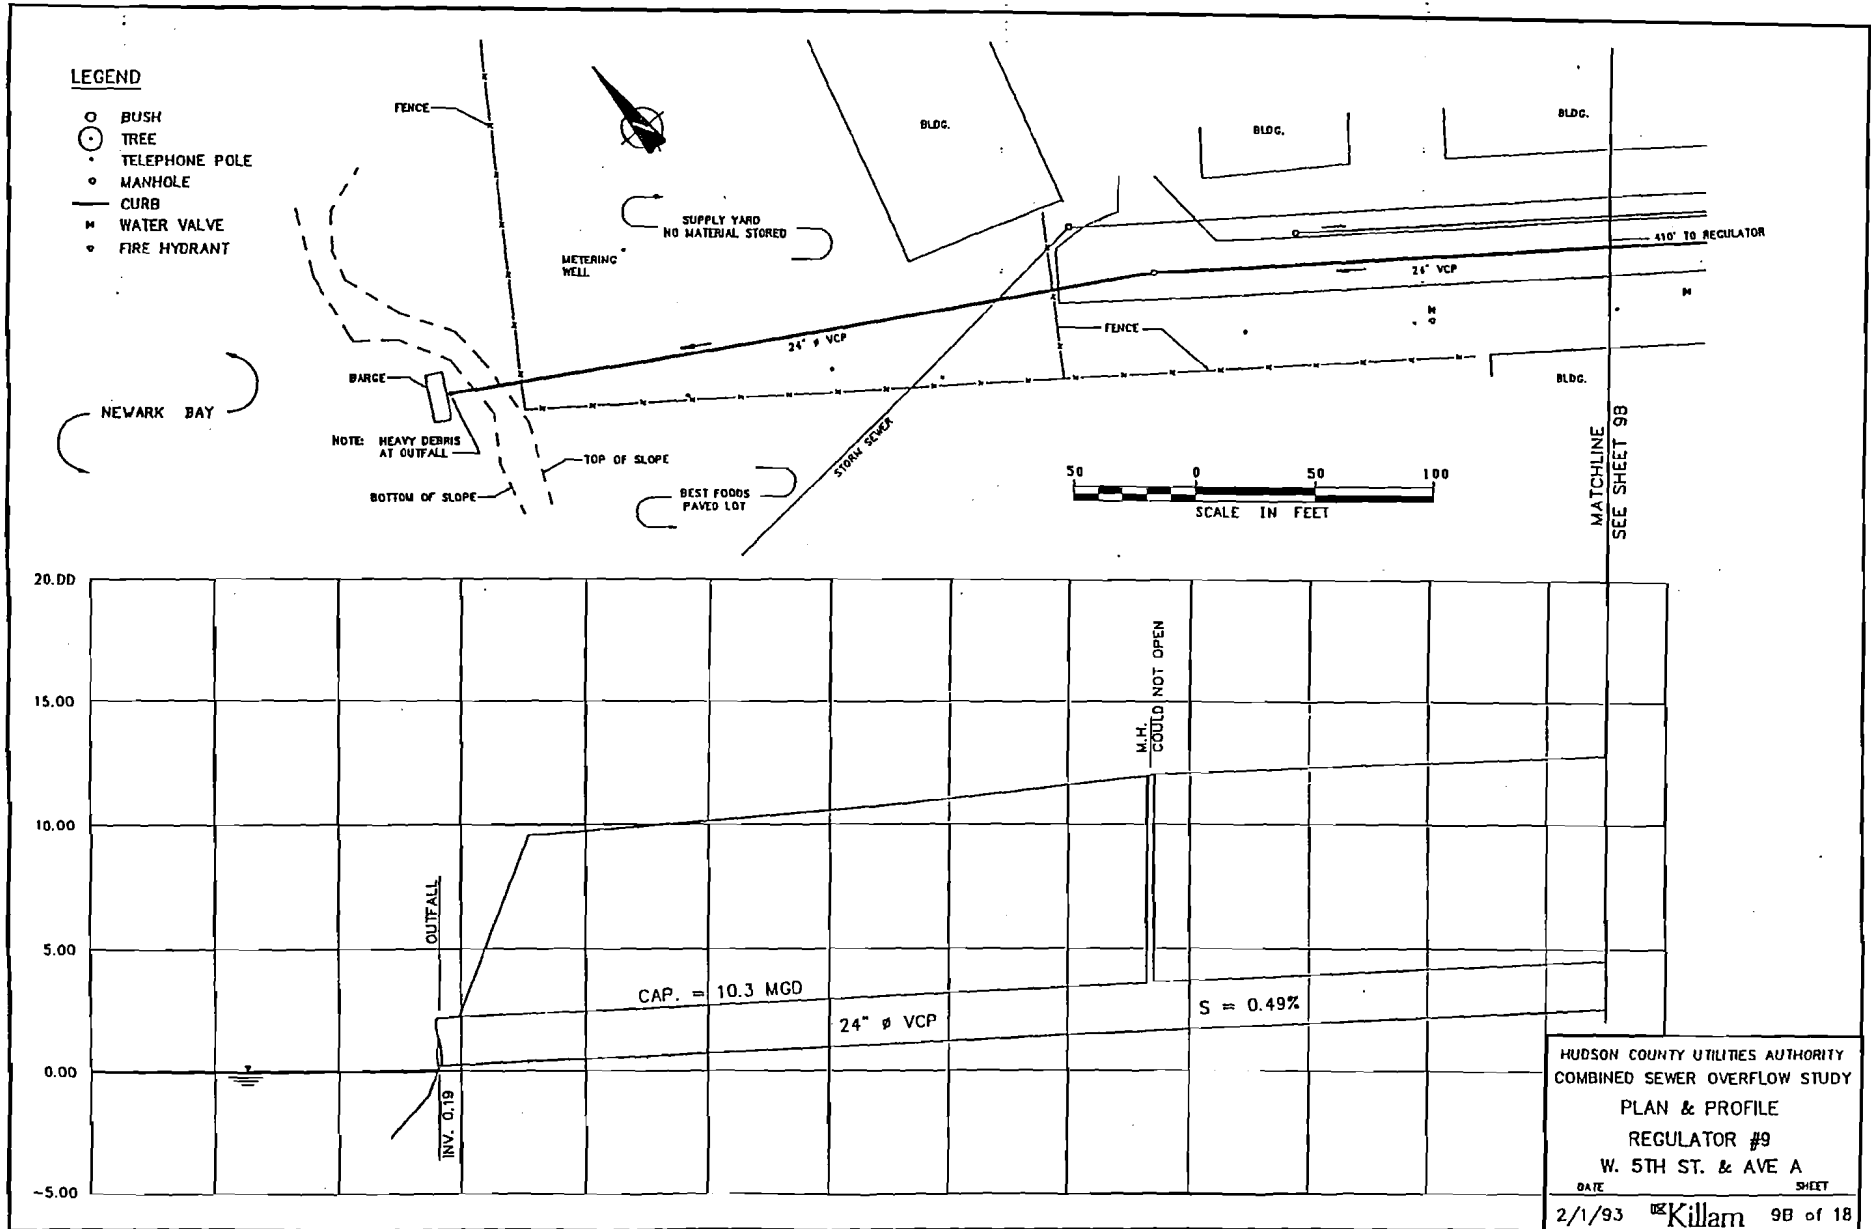 LEGEND
BUSH
TREE
TELEPHONE POLE
MANHOLE
CURB
WATER VALVE
FIRE HYDRANT
FENCE
BLDG.
BLDG.
BLDG.
SUPPLY YARD
NO MATERIAL STORED
METERING
WELL
410' TO REGULATOR
24" VCP
FENCE
24" ø VCP
BARGE
BLDG.
NEWARK BAY
NOTE: HEAVY DEBRIS
AT OUTFALL
TOP OF SLOPE
BOTTOM OF SLOPE
BEST FOODS
PAVED LOT
STORM SEWER
50 0 50 100
SCALE IN FEET
MATCHLINE
SEE SHEET 9B
20.00
15.00
10.00
5.00
0.00
-5.00
M.H.
COULD NOT OPEN
OUTFALL
CAP. = 10.3 MGD
24" ø VCP
S = 0.49%
INV. 0.19
HUDSON COUNTY UTILITIES AUTHORITY
COMBINED SEWER OVERFLOW STUDY
PLAN & PROFILE
REGULATOR #9
W. 5TH ST. & AVE A
DATE SHEET
2/1/93 Killam 9B of 18